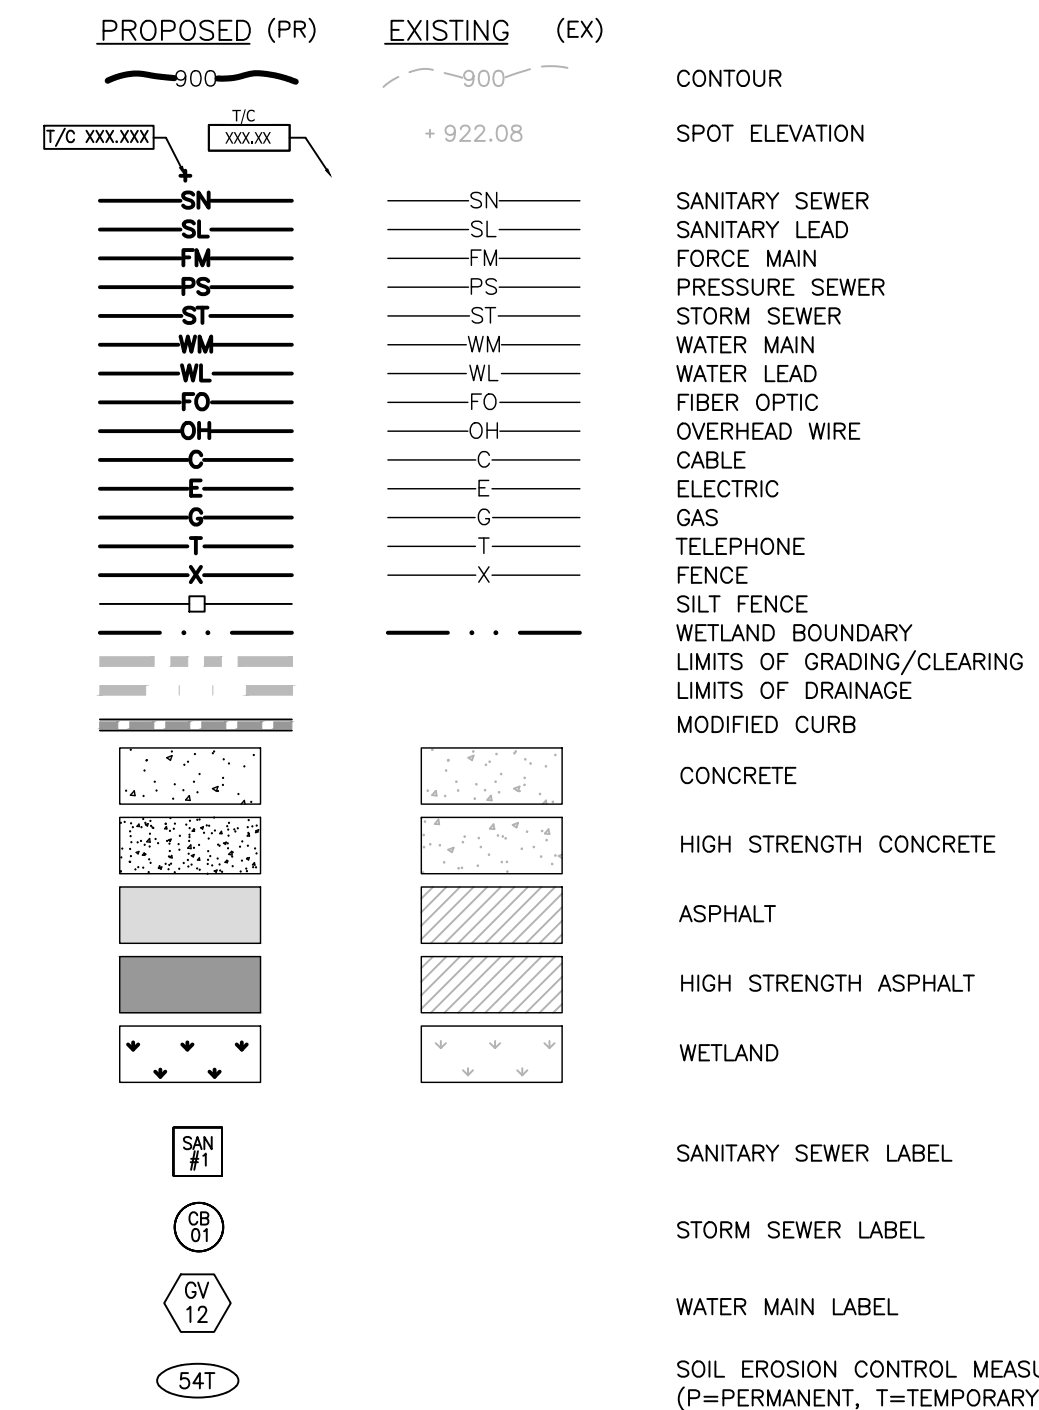 PROPOSED (PR) EXISTING (EX)
900 900 CONTOUR
T/C XXX.XXX T/C XXX.XX + 922.08 SPOT ELEVATION
SN SN SANITARY SEWER
SL SL SANITARY LEAD
FM FM FORCE MAIN
PS PS PRESSURE SEWER
ST ST STORM SEWER
WM WM WATER MAIN
WL WL WATER LEAD
FO FO FIBER OPTIC
OH OH OVERHEAD WIRE
C C CABLE
E E ELECTRIC
G G GAS
T T TELEPHONE
X X FENCE
SILT FENCE
WETLAND BOUNDARY
LIMITS OF GRADING/CLEARING
LIMITS OF DRAINAGE
MODIFIED CURB
CONCRETE
HIGH STRENGTH CONCRETE
ASPHALT
HIGH STRENGTH ASPHALT
WETLAND
SAN
#1
SANITARY SEWER LABEL
CB
01
STORM SEWER LABEL
GV
12
WATER MAIN LABEL
54T
SOIL EROSION CONTROL
(P=PERMANENT, T=TEMPORARY